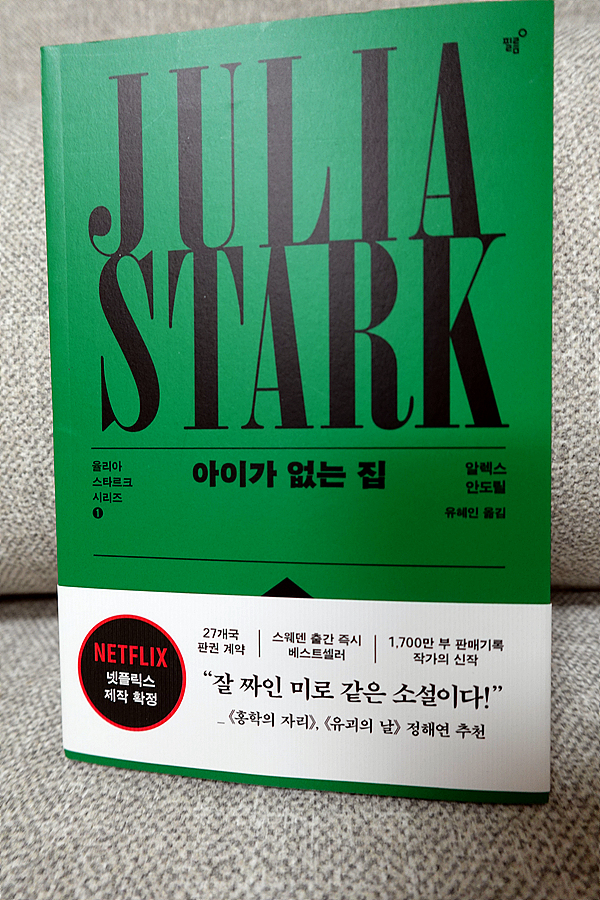 필름
JULIA
STARK
율리아
스타르크
시리즈
1
아이가 없는 집
알렉스
안도릴
유혜인 옮김
NETFLIX
넷플릭스
제작 확정
27개국
판권 계약
스웨덴 출간 즉시
베스트셀러
1,700만 부 판매기록
작가의 신작
“잘 짜인 미로 같은 소설이다!”
_《홍학의 자리》, 《유괴의 날》 정해연 추천